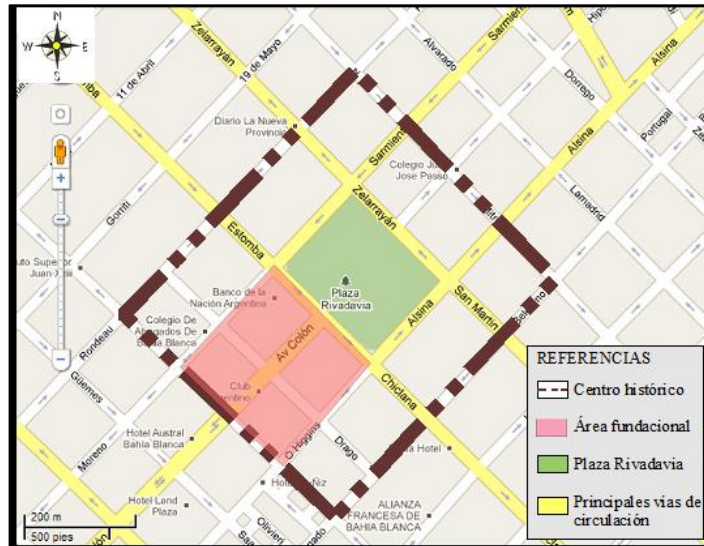 N
W E
S
Zelarrayán
19 de Mayo
11 de Abril
Alvarado
Sarmiento
Alsina
Dorrego
Portugal
Diario La Nueva
Provincia
Sarmiento
Colegio
Jose Passo
Zelarrayán
Lamadrid
Gorriti
Estomba
Banco de la
Nación Argentina
Plaza
Rivadavia
Alsina
San Martín
Colegio De
Abogados De
Bahía Blanca
Av Colón
Rondeau
Güemes
Club
Chiclana
Moreno
Hotel Austral
Bahía Blanca
O Higgins
Drago
Hotel
Hotel Land
Plaza
Olivieri
ALIANZA
FRANCESA DE
BAHIA BLANCA
200 m
500 pies
REFERENCIAS
Centro histórico
Área fundacional
Plaza Rivadavia
Principales vías de
circulación